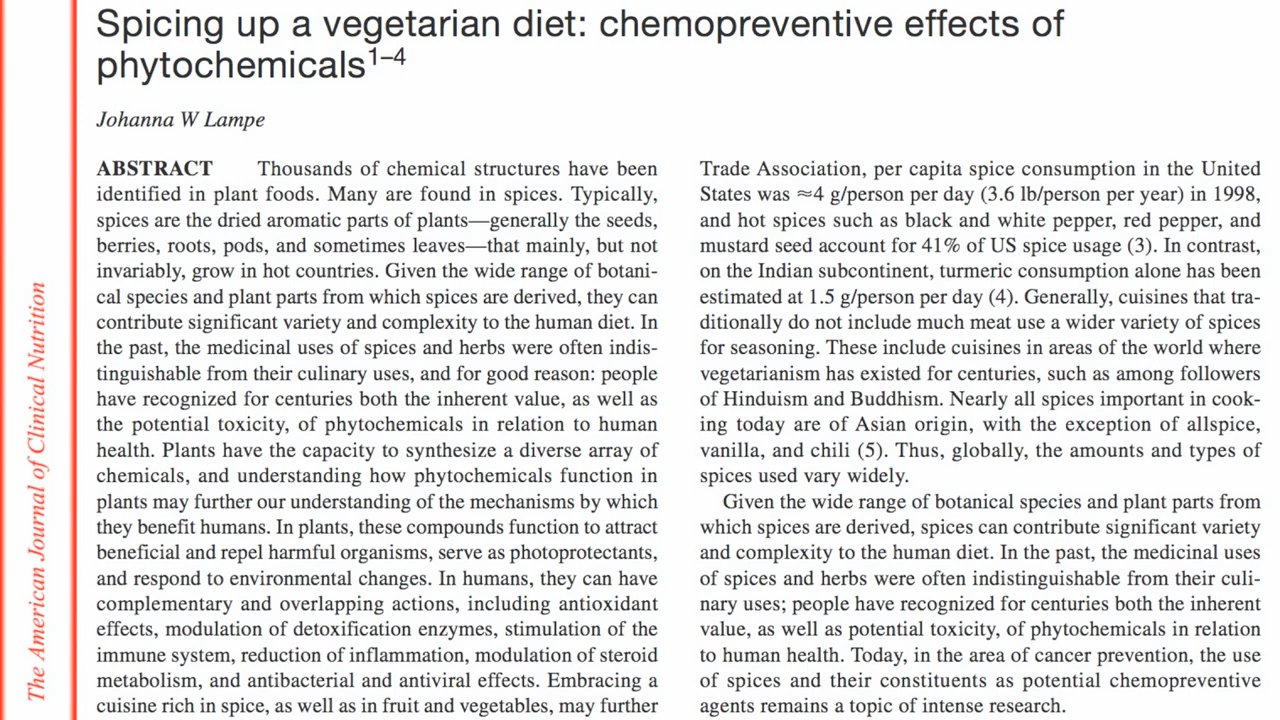 Spicing up a vegetarian diet: chemopreventive effects of
phytochemicals1–4
Johanna W Lampe
ABSTRACT Thousands of chemical structures have been
identified in plant foods. Many are found in spices. Typically,
spices are the dried aromatic parts of plants—generally the seeds,
berries, roots, pods, and sometimes leaves—that mainly, but not
invariably, grow in hot countries. Given the wide range of botani-
cal species and plant parts from which spices are derived, they can
contribute significant variety and complexity to the human diet. In
the past, the medicinal uses of spices and herbs were often indis-
tinguishable from their culinary uses, and for good reason: people
have recognized for centuries both the inherent value, as well as
the potential toxicity, of phytochemicals in relation to human
health. Plants have the capacity to synthesize a diverse array of
chemicals, and understanding how phytochemicals function in
plants may further our understanding of the mechanisms by which
they benefit humans. In plants, these compounds function to attract
beneficial and repel harmful organisms, serve as photoprotectants,
and respond to environmental changes. In humans, they can have
complementary and overlapping actions, including antioxidant
effects, modulation of detoxification enzymes, stimulation of the
immune system, reduction of inflammation, modulation of steroid
metabolism, and antibacterial and antiviral effects. Embracing a
cuisine rich in spice, as well as in fruit and vegetables, may further
Trade Association, per capita spice consumption in the United
States was ≈4 g/person per day (3.6 lb/person per year) in 1998,
and hot spices such as black and white pepper, red pepper, and
mustard seed account for 41% of US spice usage (3). In contrast,
on the Indian subcontinent, turmeric consumption alone has been
estimated at 1.5 g/person per day (4). Generally, cuisines that tra-
ditionally do not include much meat use a wider variety of spices
for seasoning. These include cuisines in areas of the world where
vegetarianism has existed for centuries, such as among followers
of Hinduism and Buddhism. Nearly all spices important in cook-
ing today are of Asian origin, with the exception of allspice,
vanilla, and chili (5). Thus, globally, the amounts and types of
spices used vary widely.
Given the wide range of botanical species and plant parts from
which spices are derived, spices can contribute significant variety
and complexity to the human diet. In the past, the medicinal uses
of spices and herbs were often indistinguishable from their culi-
nary uses; people have recognized for centuries both the inherent
value, as well as potential toxicity, of phytochemicals in relation
to human health. Today, in the area of cancer prevention, the use
of spices and their constituents as potential chemopreventive
agents remains a topic of intense research.
The American Journal of Clinical Nutrition